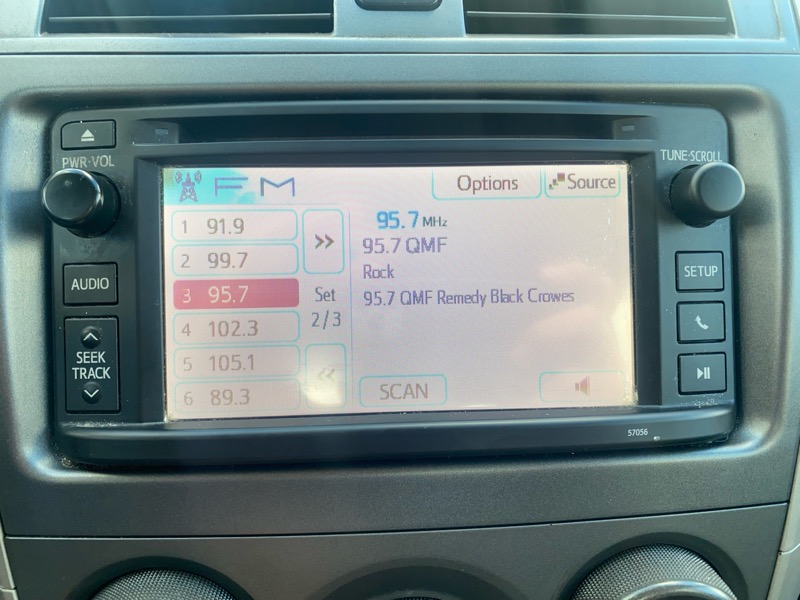 PWR·VOL
TUNE·SCROLL
FM
Options
Source
1 91.9
2 99.7
3 95.7
4 102.3
5 105.1
6 89.3
>>
Set
2/3
<<
95.7 MHz
95.7 QMF
Rock
95.7 QMF Remedy Black Crowes
SCAN
AUDIO
SEEK
TRACK
SETUP
57056